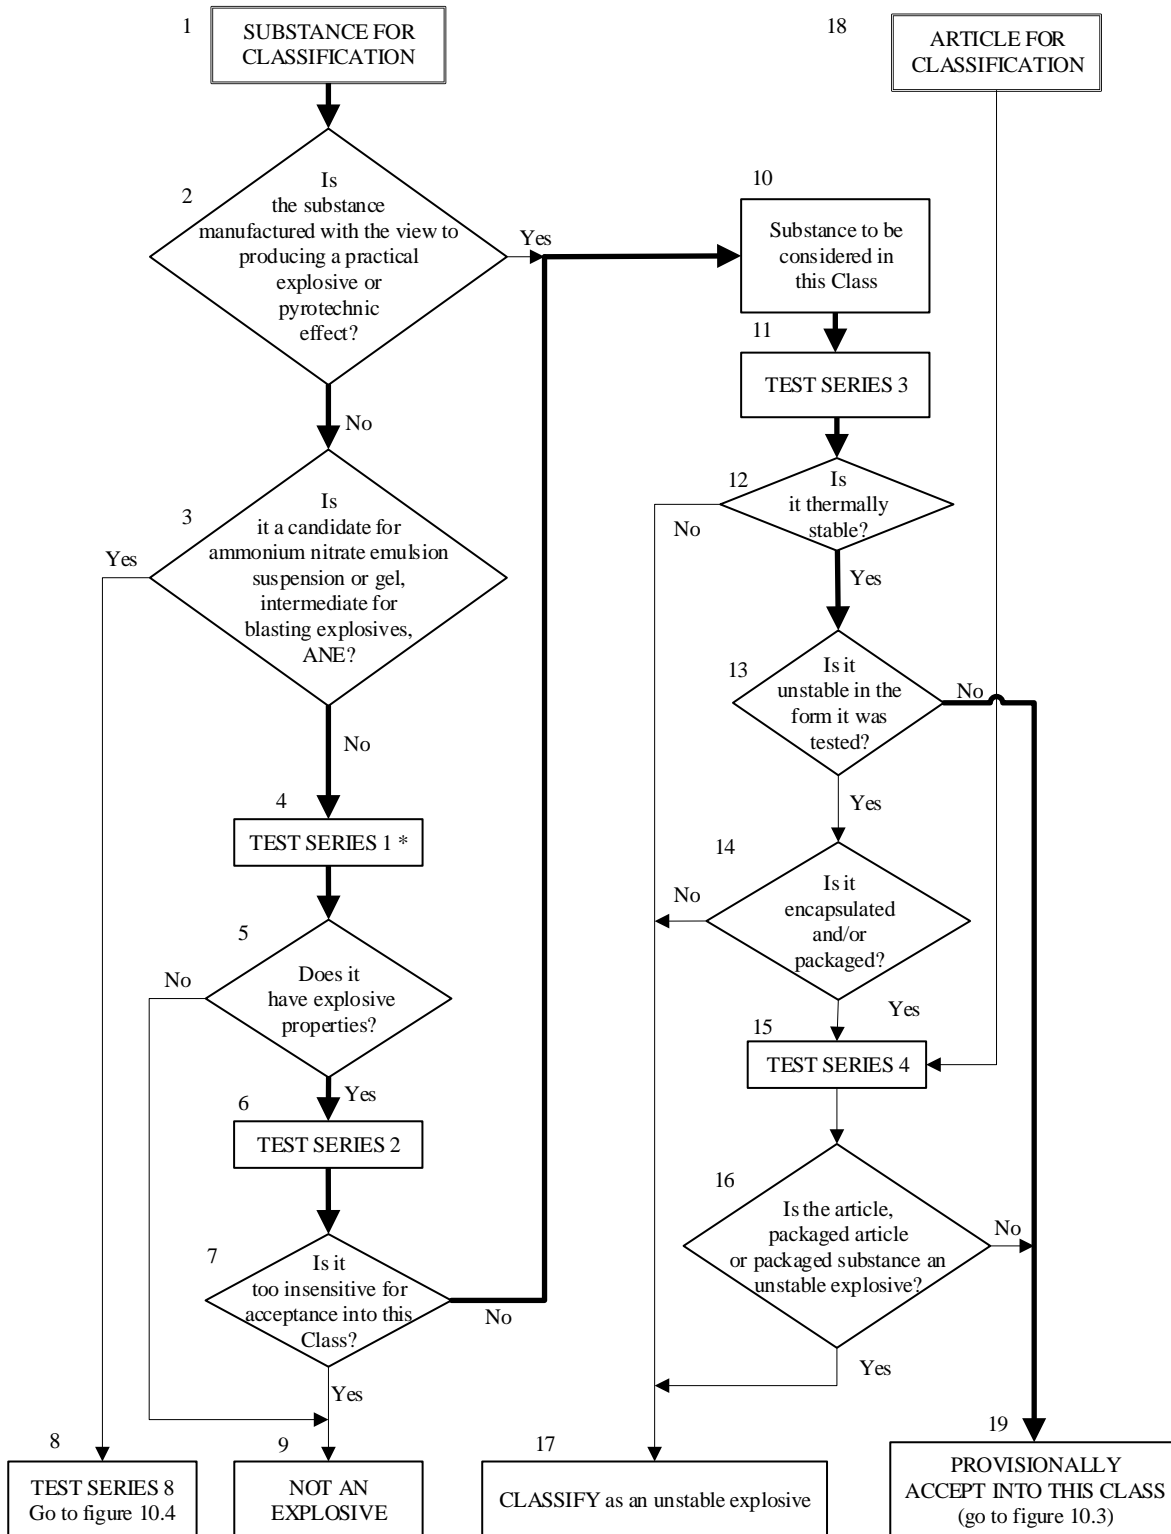 1
SUBSTANCE FOR
CLASSIFICATION
2
Is
the substance
manufactured with the view to
producing a practical
explosive or
pyrotechnic
effect?
Yes
No
3
Is
it a candidate for
ammonium nitrate emulsion
suspension or gel,
intermediate for
blasting explosives,
ANE?
Yes
No
4
TEST SERIES 1 *
5
Does it
have explosive
properties?
No
Yes
6
TEST SERIES 2
7
Is it
too insensitive for
acceptance into this
Class?
No
Yes
8
TEST SERIES 8
Go to figure 10.4
9
NOT AN
EXPLOSIVE
10
Substance to be
considered in
this Class
11
TEST SERIES 3
12
Is
it thermally
stable?
No
Yes
13
Is it
unstable in the
form it was
tested?
No
Yes
14
Is it
encapsulated
and/or
packaged?
No
Yes
15
TEST SERIES 4
16
Is the article,
packaged article
or packaged substance an
unstable explosive?
No
Yes
17
CLASSIFY as an unstable explosive
18
ARTICLE FOR
CLASSIFICATION
19
PROVISIONALLY
ACCEPT INTO THIS CLASS
(go to figure 10.3)